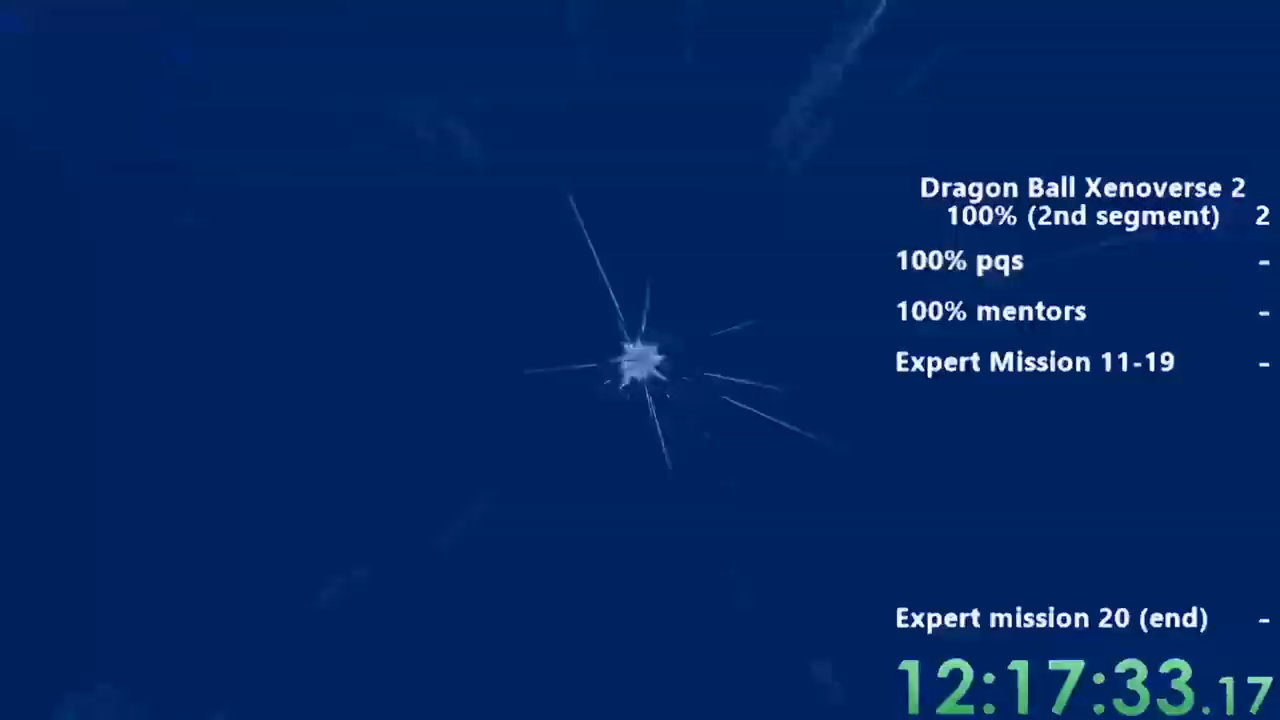 Dragon Ball Xenoverse 2
100% (2nd segment) 2
100% pqs -
100% mentors -
Expert Mission 11-19 -
Expert mission 20 (end) -
12:17:33.17